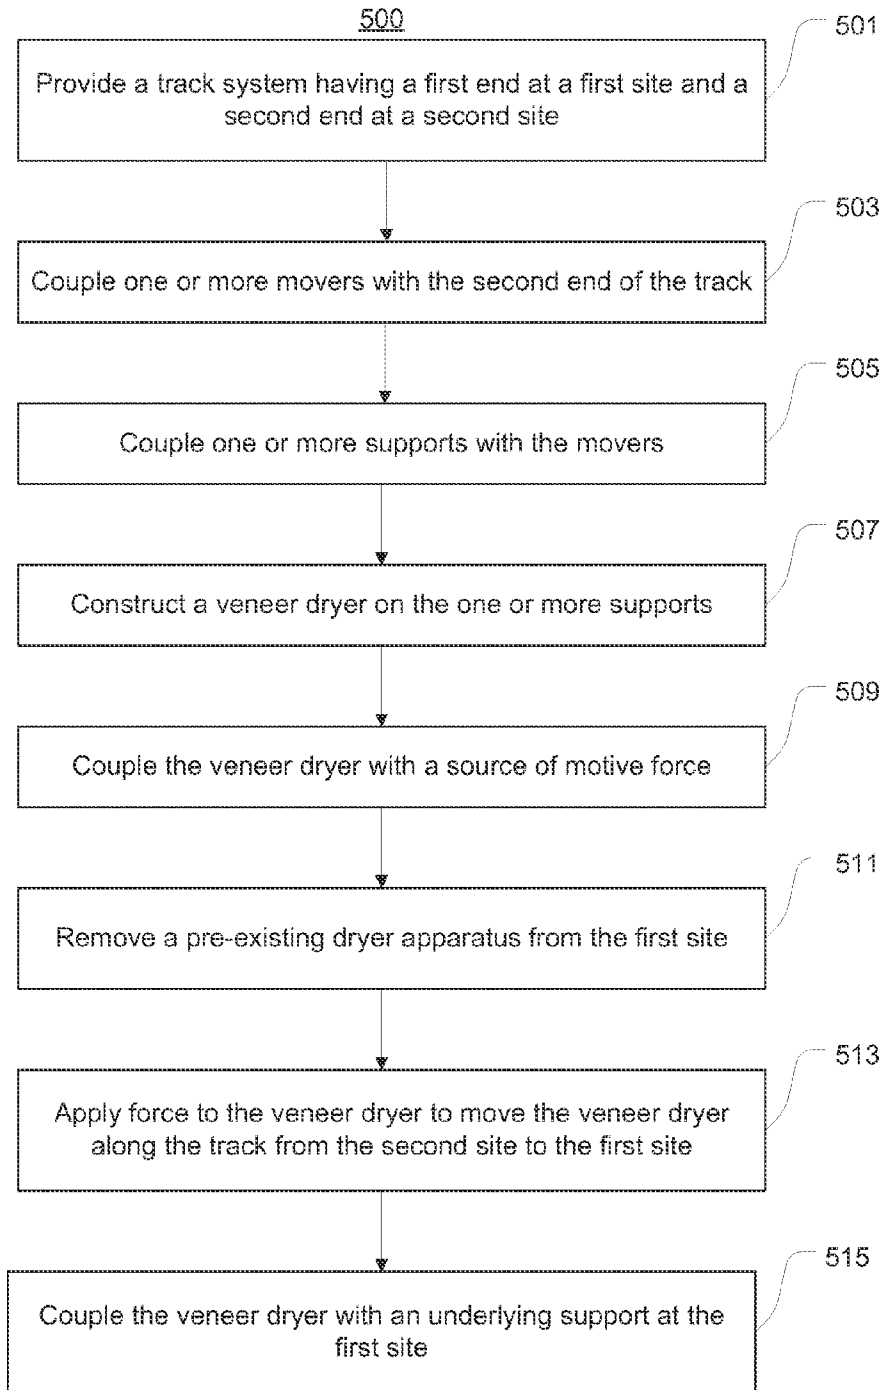 500
501
Provide a track system having a first end at a first site and a
second end at a second site
503
Couple one or more movers with the second end of the track
505
Couple one or more supports with the movers
507
Construct a veneer dryer on the one or more supports
509
Couple the veneer dryer with a source of motive force
511
Remove a pre-existing dryer apparatus from the first site
513
Apply force to the veneer dryer to move the veneer dryer
along the track from the second site to the first site
515
Couple the veneer dryer with an underlying support at the
first site